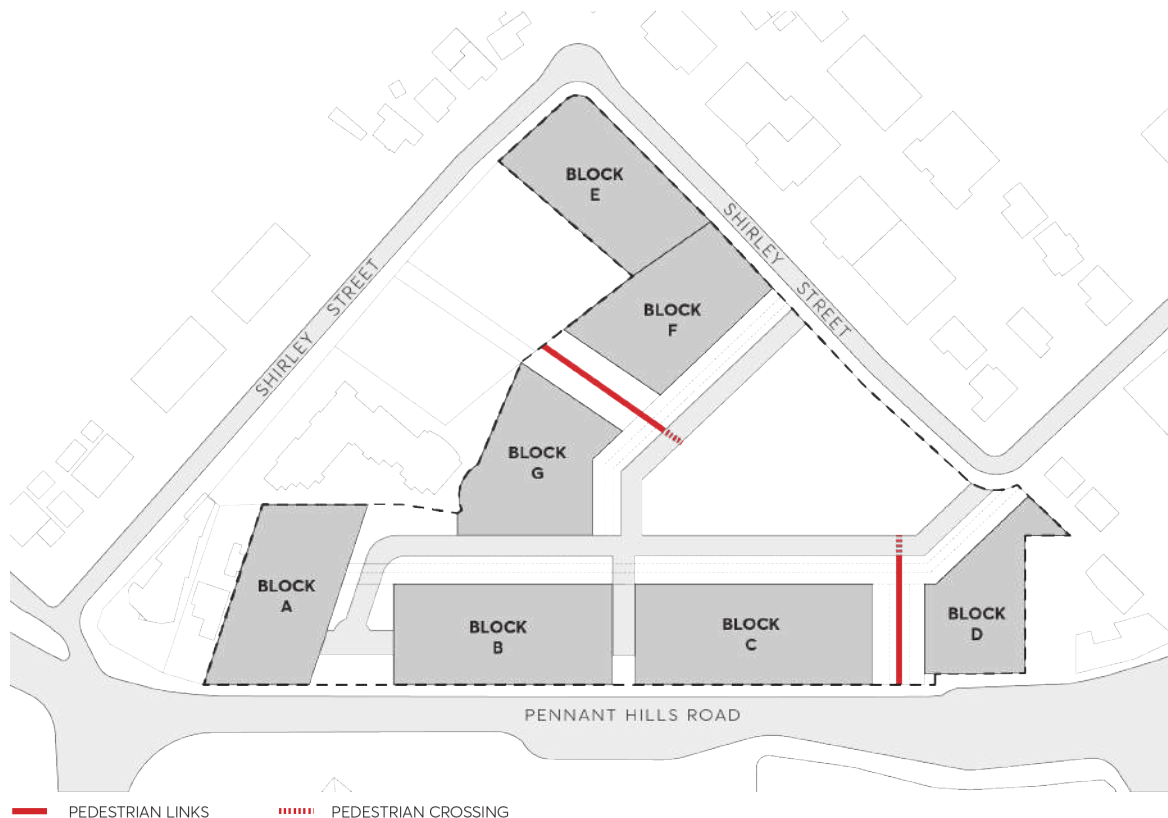 BLOCK
E
SHIRLEY STREET
BLOCK
F
SHIRLEY STREET
BLOCK
G
BLOCK
A
BLOCK
B
BLOCK
C
BLOCK
D
PENNANT HILLS ROAD
PEDESTRIAN LINKS
PEDESTRIAN CROSSING